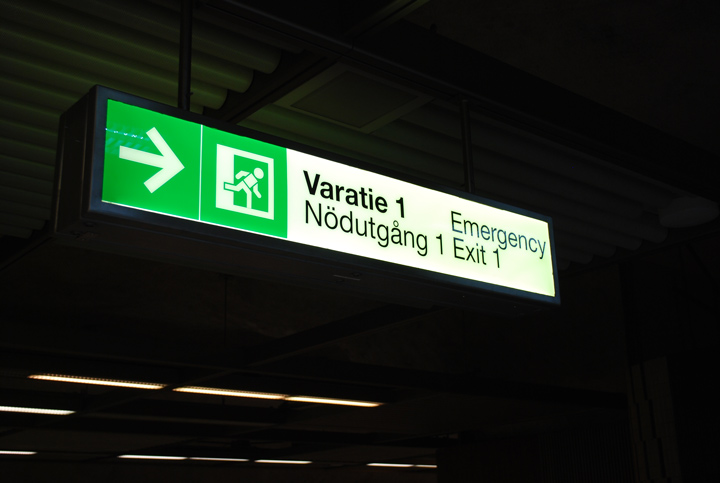 Varatie 1
Nödutgång 1
Emergency
Exit 1